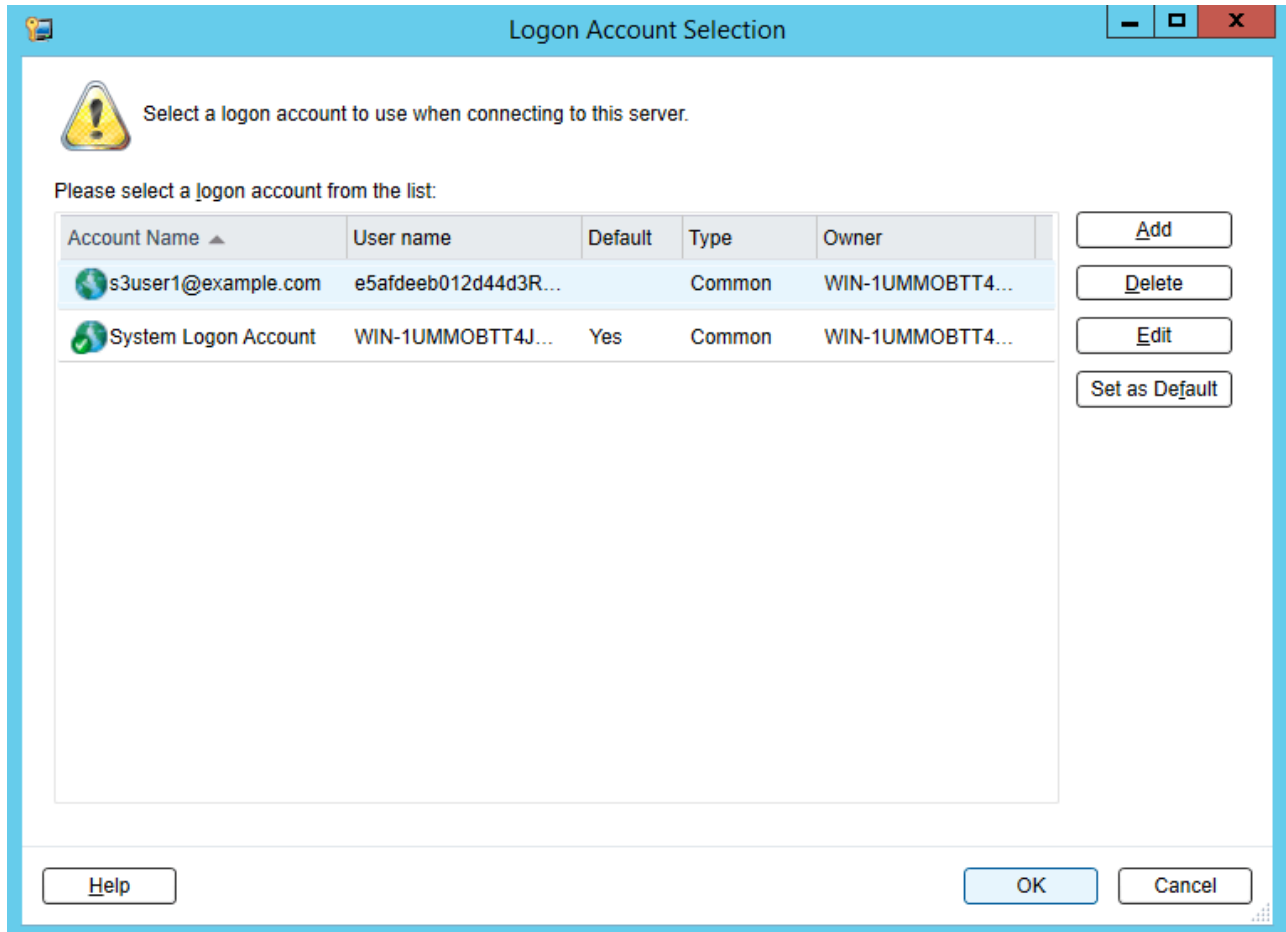 Logon Account Selection
Select a logon account to use when connecting to this server.
Please select a logon account from the list:
Account Name User name Default Type Owner
s3user1@example.com e5afdeeb012d44d3R... Common WIN-1UMMOBTT4...
System Logon Account WIN-1UMMOBTT4J... Yes Common WIN-1UMMOBTT4...
Add
Delete
Edit
Set as Default
Help OK Cancel